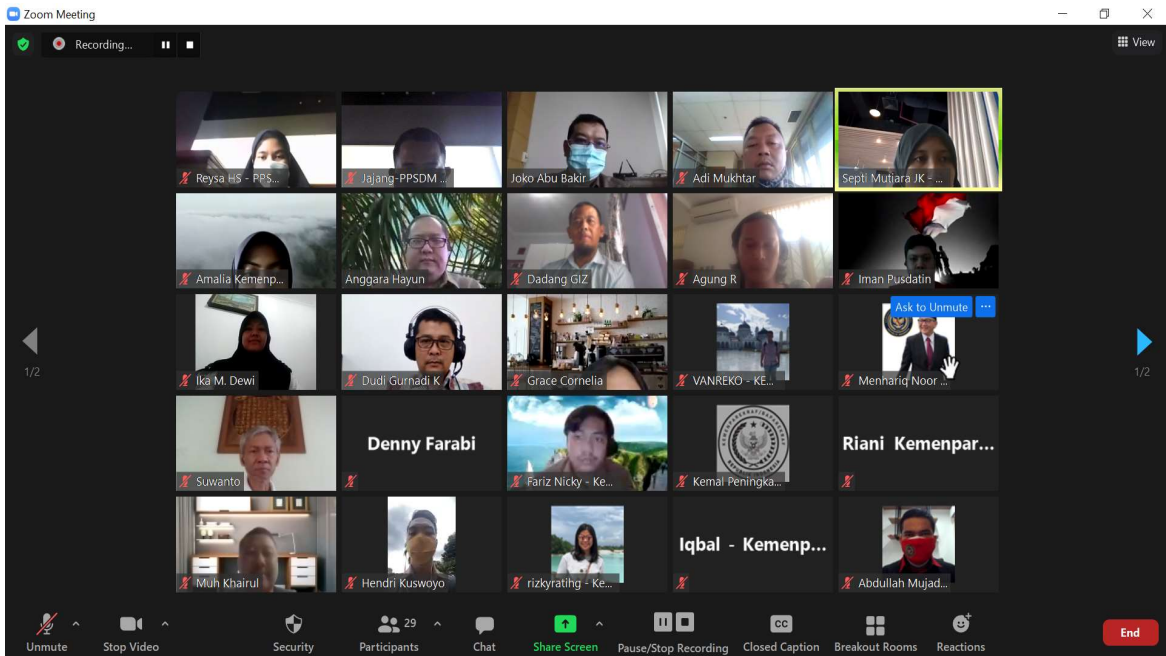 Zoom Meeting
Recording...
View
Reysa HS - PPS...
Jajang-PPSDM ...
Joko Abu Bakir
Adi Mukhtar
Septi Mutiara JK - ...
Amalia Kemenp...
Anggara Hayun
Dadang GIZ
Agung R
Iman Pusdatin
Ask to Unmute ...
Ika M. Dewi
Dudi Gurnadi K
Grace Cornelia
VANREKO - KE...
Menhariq Noor ...
1/2
1/2
Suwanto
Denny Farabi
Fariz Nicky - Ke...
Kemal Peningka...
Riani Kemenpar...
Muh Khairul
Hendri Kuswoyo
rizkyratihg - Ke...
Iqbal - Kemenp...
Abdullah Mujad...
29
CC
Unmute
Stop Video
Security
Participants
Chat
Share Screen
Pause/Stop Recording
Closed Caption
Breakout Rooms
Reactions
End